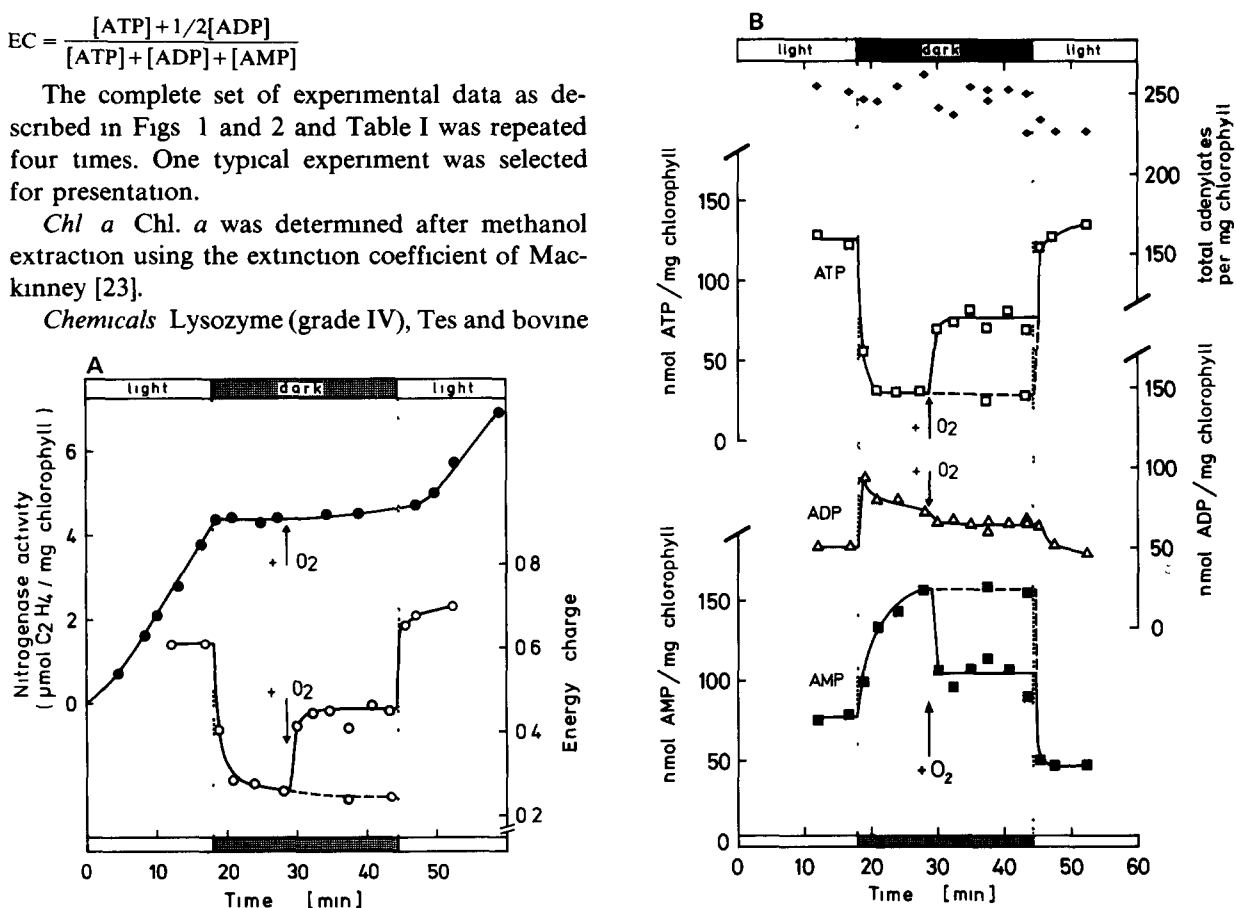 EC = [ATP]+1/2[ADP] / [ATP]+[ADP]+[AMP]
The complete set of experimental data as de-
scribed in Figs 1 and 2 and Table I was repeated
four times. One typical experiment was selected
for presentation.
Chl a Chl. a was determined after methanol
extraction using the extinction coefficient of Mac-
kinney [23].
Chemicals Lysozyme (grade IV), Tes and bovine
A
light dark light
Nitrogenase activity
(μmol C2H4 / mg chlorophyll)
6
4
2
0
+ O2
+ O2
0.8
0.6
0.4
0.2
Energy charge
0 10 20 30 40 50
Time [min]
B
light dark light
250
200
150
total adenylates
per mg chlorophyll
nmol ATP / mg chlorophyll
150
100
50
0
ATP
+ O2
+ O2
150
100
50
0
nmol ADP / mg chlorophyll
ADP
nmol AMP / mg chlorophyll
150
100
50
0
AMP
+ O2
0 10 20 30 40 50 60
Time [min]